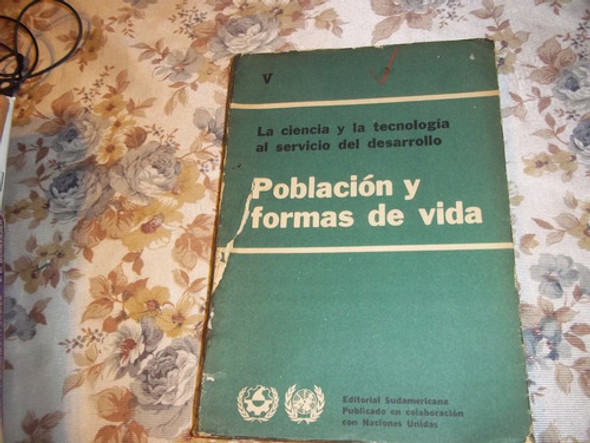 V
La ciencia y la tecnología
al servicio del desarrollo
Población y
formas de vida
Editorial Sudamericana
Publicado en colaboración
con Naciones Unidas